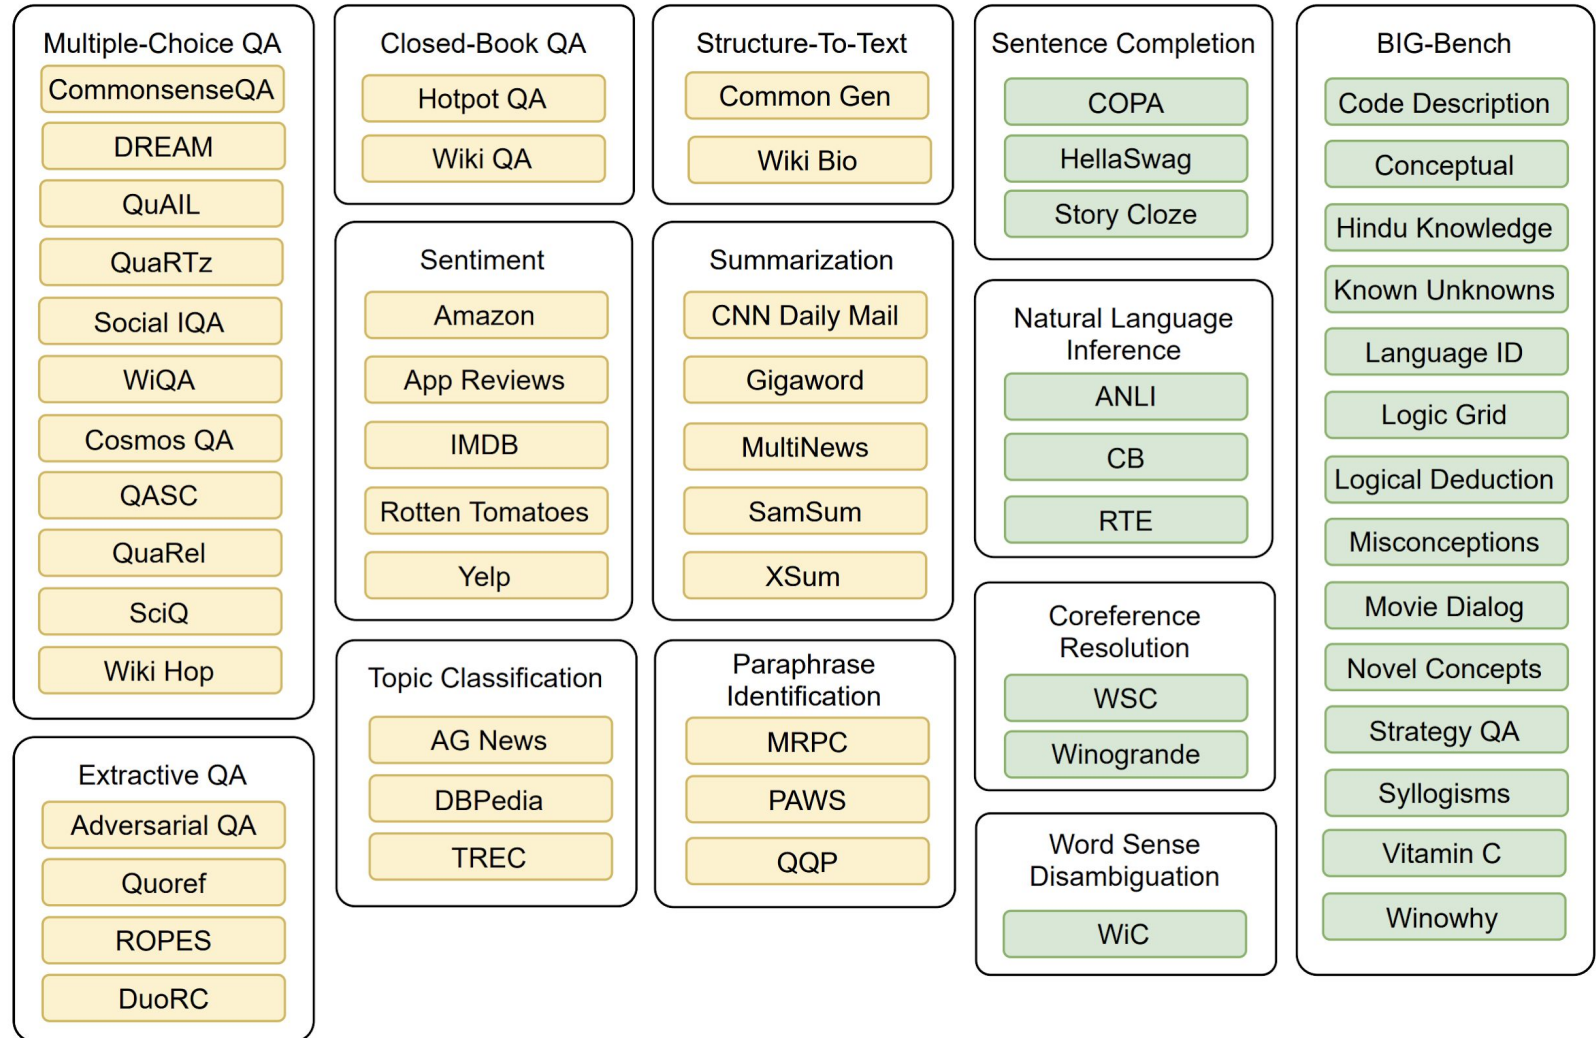 Multiple-Choice QA
CommonsenseQA
DREAM
QuAIL
QuaRTz
Social IQA
WiQA
Cosmos QA
QASC
QuaRel
SciQ
Wiki Hop
Extractive QA
Adversarial QA
Quoref
ROPES
DuoRC
Closed-Book QA
Hotpot QA
Wiki QA
Sentiment
Amazon
App Reviews
IMDB
Rotten Tomatoes
Yelp
Topic Classification
AG News
DBPedia
TREC
Structure-To-Text
Common Gen
Wiki Bio
Summarization
CNN Daily Mail
Gigaword
MultiNews
SamSum
XSum
Paraphrase
Identification
MRPC
PAWS
QQP
Sentence Completion
COPA
HellaSwag
Story Cloze
Natural Language
Inference
ANLI
CB
RTE
Coreference
Resolution
WSC
Winogrande
Word Sense
Disambiguation
WiC
BIG-Bench
Code Description
Conceptual
Hindu Knowledge
Known Unknowns
Language ID
Logic Grid
Logical Deduction
Misconceptions
Movie Dialog
Novel Concepts
Strategy QA
Syllogisms
Vitamin C
Winowhy